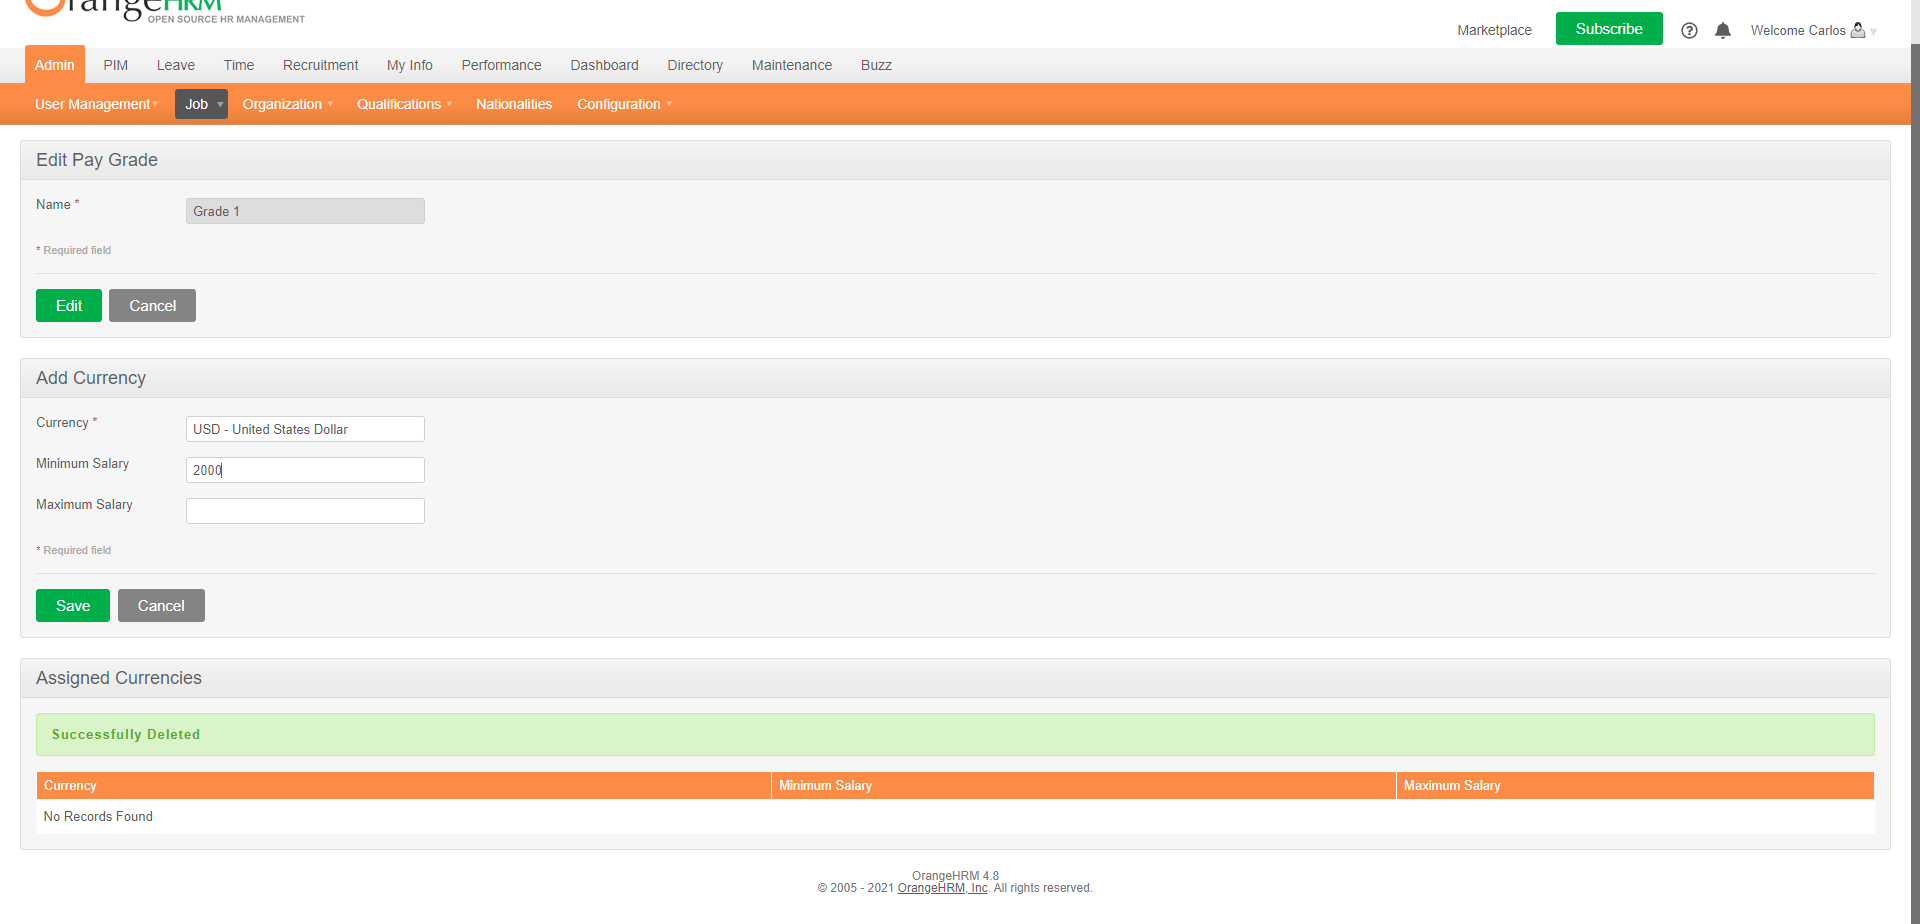 OrangeHRM
OPEN SOURCE HR MANAGEMENT
Marketplace
Subscribe
Welcome Carlos
Admin
PIM
Leave
Time
Recruitment
My Info
Performance
Dashboard
Directory
Maintenance
Buzz
User Management
Job
Organization
Qualifications
Nationalities
Configuration
Edit Pay Grade
Name *
Grade 1
* Required field
Edit
Cancel
Add Currency
Currency *
USD - United States Dollar
Minimum Salary
2000
Maximum Salary
* Required field
Save
Cancel
Assigned Currencies
Successfully Deleted
Currency
Minimum Salary
Maximum Salary
No Records Found
OrangeHRM 4.8
© 2005 - 2021 OrangeHRM, Inc. All rights reserved.